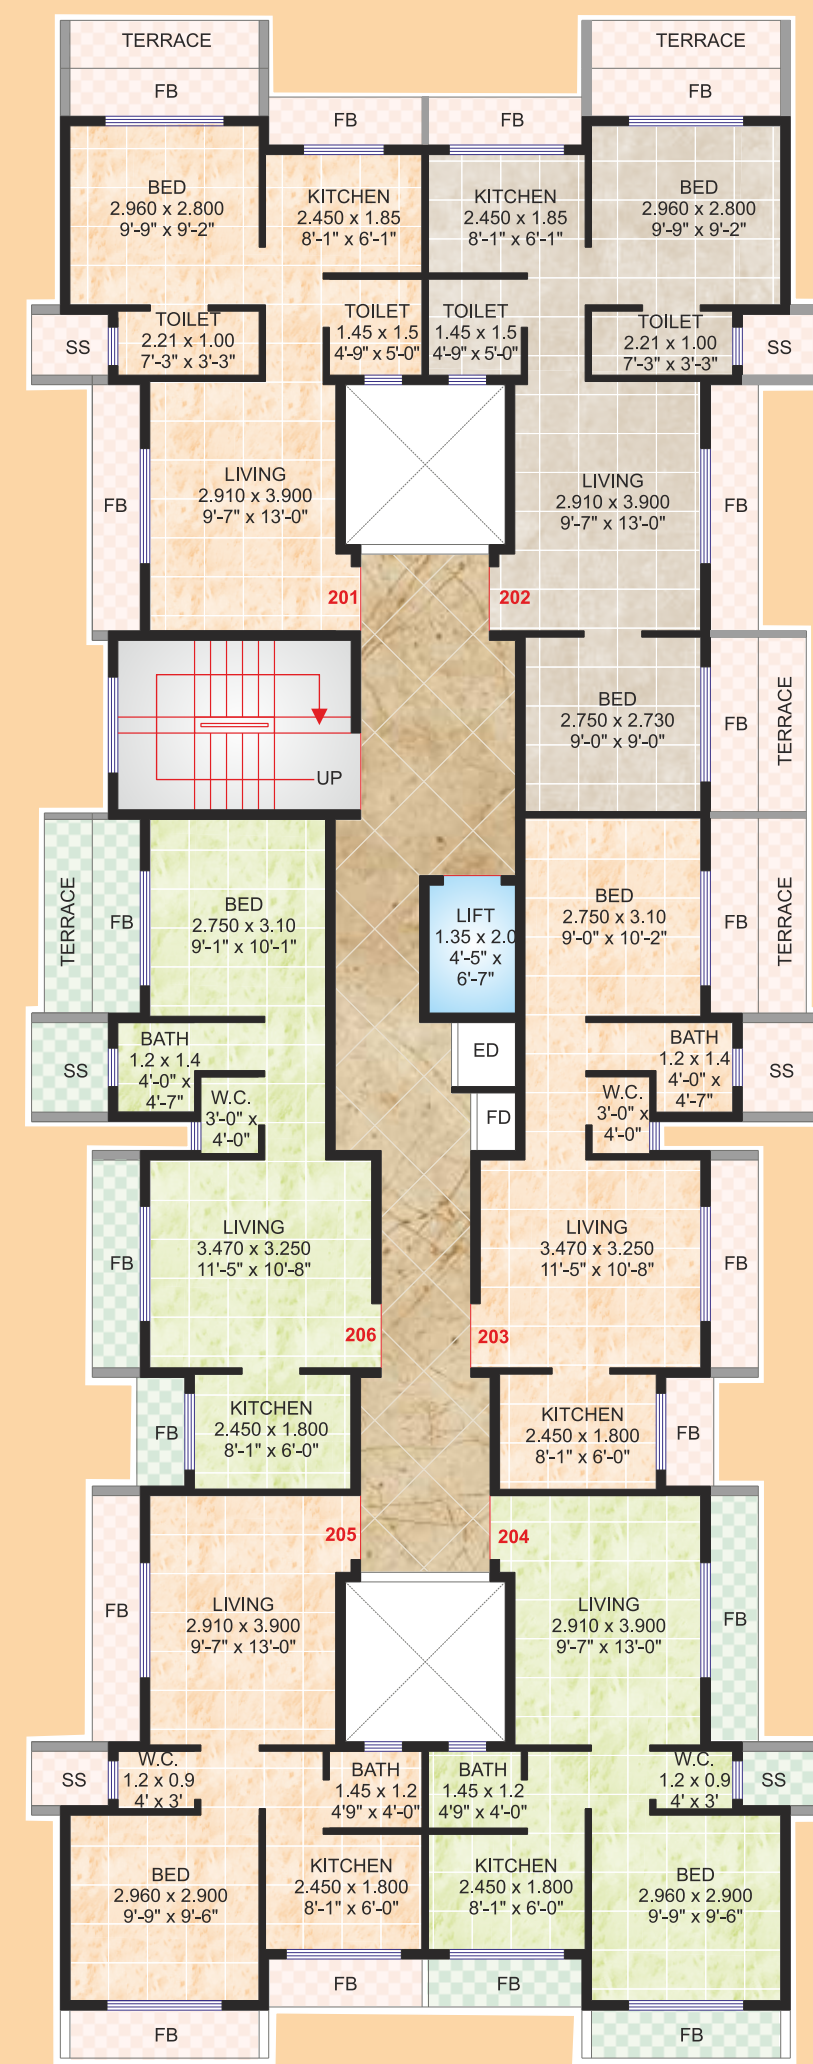 TERRACE
FB
TERRACE
FB
FB
FB
BED
2.960 x 2.800
9'-9" x 9'-2"
KITCHEN
2.450 x 1.85
8'-1" x 6'-1"
KITCHEN
2.450 x 1.85
8'-1" x 6'-1"
BED
2.960 x 2.800
9'-9" x 9'-2"
SS
TOILET
2.21 x 1.00
7'-3" x 3'-3"
TOILET
1.45 x 1.5
4'-9" x 5'-0"
TOILET
1.45 x 1.5
4'-9" x 5'-0"
TOILET
2.21 x 1.00
7'-3" x 3'-3"
SS
FB
LIVING
2.910 x 3.900
9'-7" x 13'-0"
LIVING
2.910 x 3.900
9'-7" x 13'-0"
FB
201
202
UP
BED
2.750 x 2.730
9'-0" x 9'-0"
FB
TERRACE
TERRACE
FB
BED
2.750 x 3.10
9'-1" x 10'-1"
LIFT
1.35 x 2.0
4'-5" x
6'-7"
BED
2.750 x 3.10
9'-0" x 10'-2"
FB
TERRACE
SS
BATH
1.2 x 1.4
4'-0" x
4'-7"
W.C.
3'-0" x
4'-0"
ED
FD
W.C.
3'-0" x
4'-0"
BATH
1.2 x 1.4
4'-0" x
4'-7"
SS
FB
LIVING
3.470 x 3.250
11'-5" x 10'-8"
LIVING
3.470 x 3.250
11'-5" x 10'-8"
FB
206
203
FB
KITCHEN
2.450 x 1.800
8'-1" x 6'-0"
KITCHEN
2.450 x 1.800
8'-1" x 6'-0"
FB
205
204
FB
LIVING
2.910 x 3.900
9'-7" x 13'-0"
LIVING
2.910 x 3.900
9'-7" x 13'-0"
FB
SS
W.C.
1.2 x 0.9
4' x 3'
BATH
1.45 x 1.2
4'9" x 4'-0"
BATH
1.45 x 1.2
4'9" x 4'-0"
W.C.
1.2 x 0.9
4' x 3'
SS
BED
2.960 x 2.900
9'-9" x 9'-6"
KITCHEN
2.450 x 1.800
8'-1" x 6'-0"
KITCHEN
2.450 x 1.800
8'-1" x 6'-0"
BED
2.960 x 2.900
9'-9" x 9'-6"
FB
FB
FB
FB